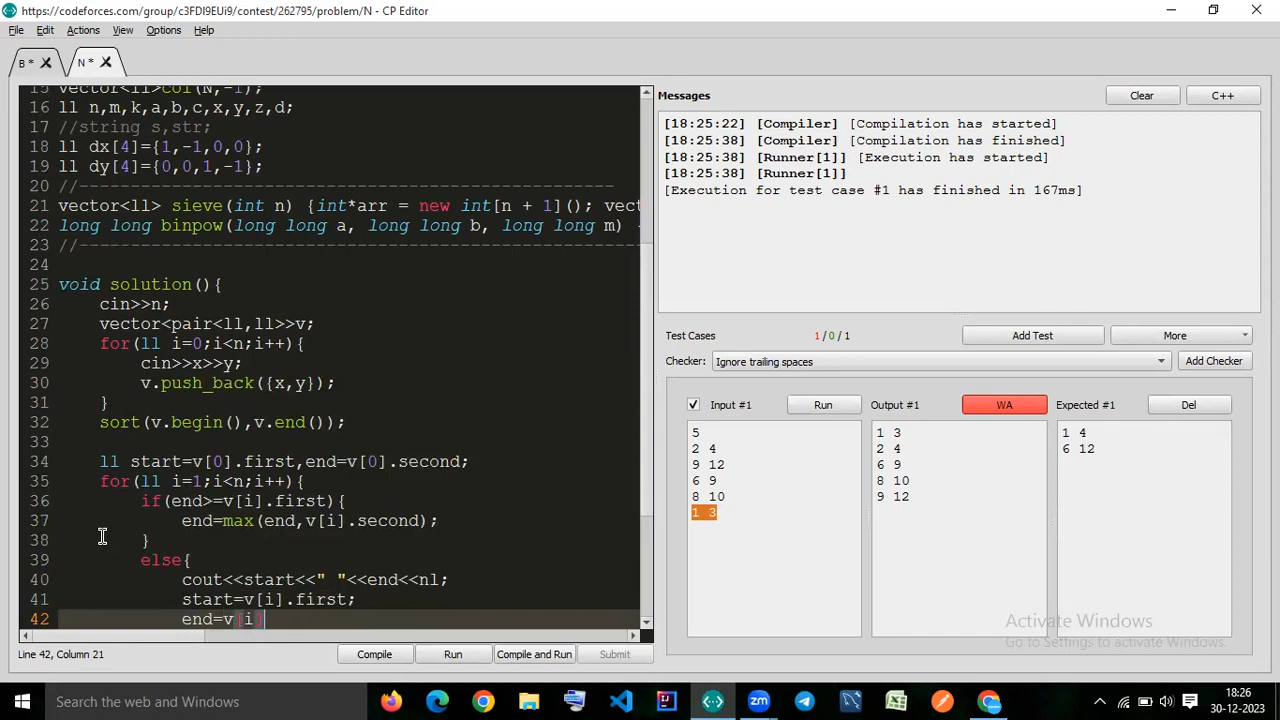 https://codeforces.com/group/c3FDI9EUi9/contest/262795/problem/N - CP Editor
File Edit Actions View Options Help
B * N *
15 vector<ll>col(N,-1);
16 ll n,m,k,a,b,c,x,y,z,d;
17 //string s,str;
18 ll dx[4]={1,-1,0,0};
19 ll dy[4]={0,0,1,-1};
20 //----------------------------------------------------
21 vector<ll> sieve(int n) {int*arr = new int[n + 1](); vect
22 long long binpow(long long a, long long b, long long m)
23 //-------------------------------------------------------
24
25 void solution(){
26 cin>>n;
27 vector<pair<ll,ll>>v;
28 for(ll i=0;i<n;i++){
29 cin>>x>>y;
30 v.push_back({x,y});
31 }
32 sort(v.begin(),v.end());
33
34 ll start=v[0].first,end=v[0].second;
35 for(ll i=1;i<n;i++){
36 if(end>=v[i].first){
37 end=max(end,v[i].second);
38 }
39 else{
40 cout<<start<<" "<<end<<nl;
41 start=v[i].first;
42 end=v[i]
Line 42, Column 21
Compile Run Compile and Run Submit
Messages
Clear C++
[18:25:22] [Compiler] [Compilation has started]
[18:25:38] [Compiler] [Compilation has finished]
[18:25:38] [Runner[1]] [Execution has started]
[18:25:38] [Runner[1]]
[Execution for test case #1 has finished in 167ms]
Test Cases 1 / 0 / 1 Add Test More
Checker: Ignore trailing spaces Add Checker
Input #1 Run
5
2 4
9 12
6 9
8 10
1 3
Output #1 WA
1 3
2 4
6 9
8 10
9 12
Expected #1 Del
1 4
6 12
Activate Windows
Go to Settings to activate Windows.
Search the web and Windows
18:26
30-12-2023